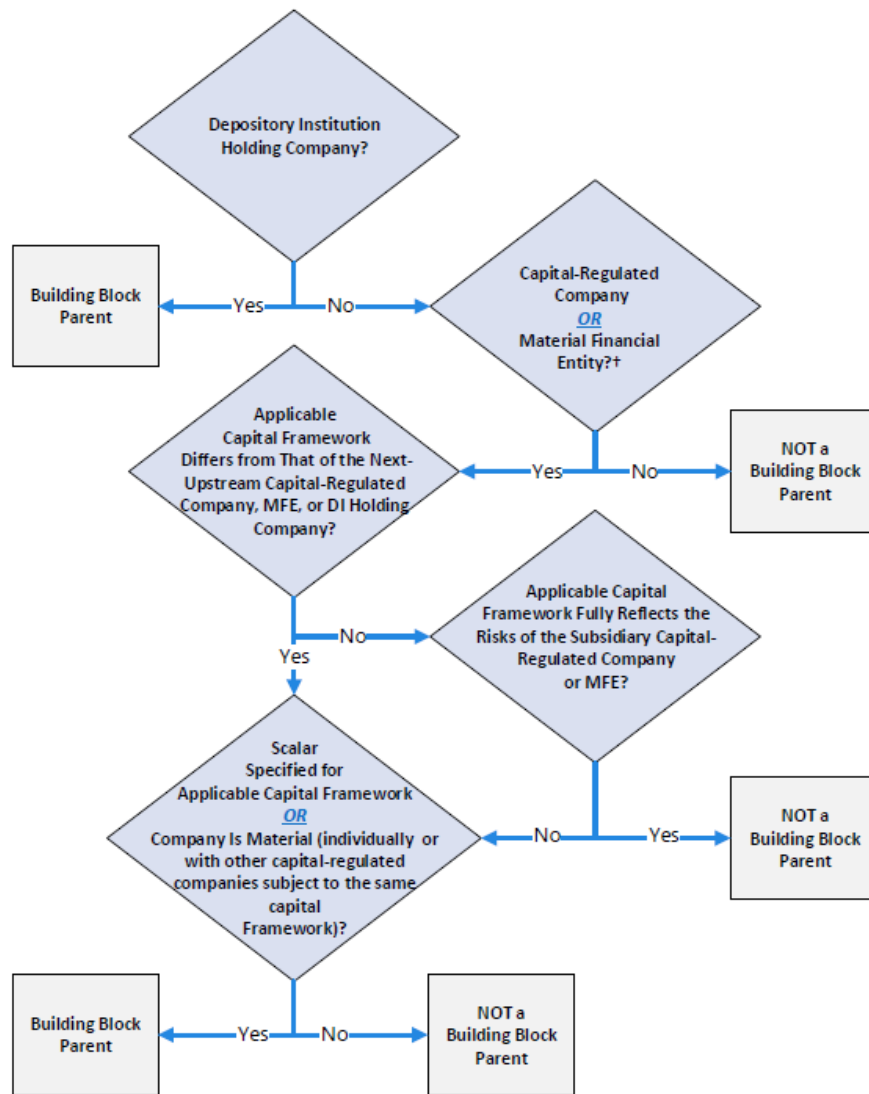 Depository Institution
Holding Company?
Building Block
Parent
Yes
No
Capital-Regulated
Company
OR
Material Financial
Entity?†
Applicable
Capital Framework
Differs from That of the Next-
Upstream Capital-Regulated
Company, MFE, or DI Holding
Company?
Yes
No
NOT a
Building Block
Parent
No
Yes
Applicable Capital
Framework Fully Reflects the
Risks of the Subsidiary Capital-
Regulated Company
or MFE?
Scalar
Specified for
Applicable Capital Framework
OR
Company Is Material (individually or
with other capital-regulated
companies subject to the same
capital
Framework)?
No
Yes
NOT a
Building Block
Parent
Building Block
Parent
Yes
No
NOT a
Building Block
Parent